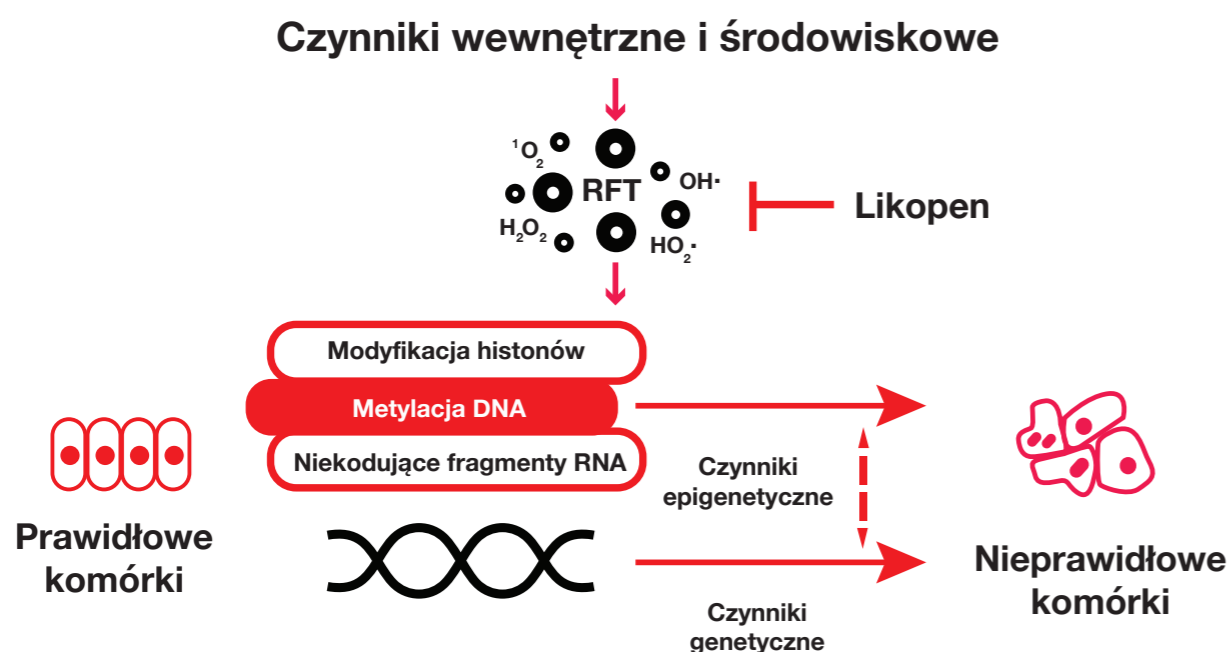 Czynniki wewnętrzne i środowiskowe
¹O₂
RFT
OH·
H₂O₂
HO₂·
Likopen
Modyfikacja histonów
Metylacja DNA
Niekodujące fragmenty RNA
Czynniki
epigenetyczne
Prawidłowe
komórki
Nieprawidłowe
komórki
Czynniki
genetyczne